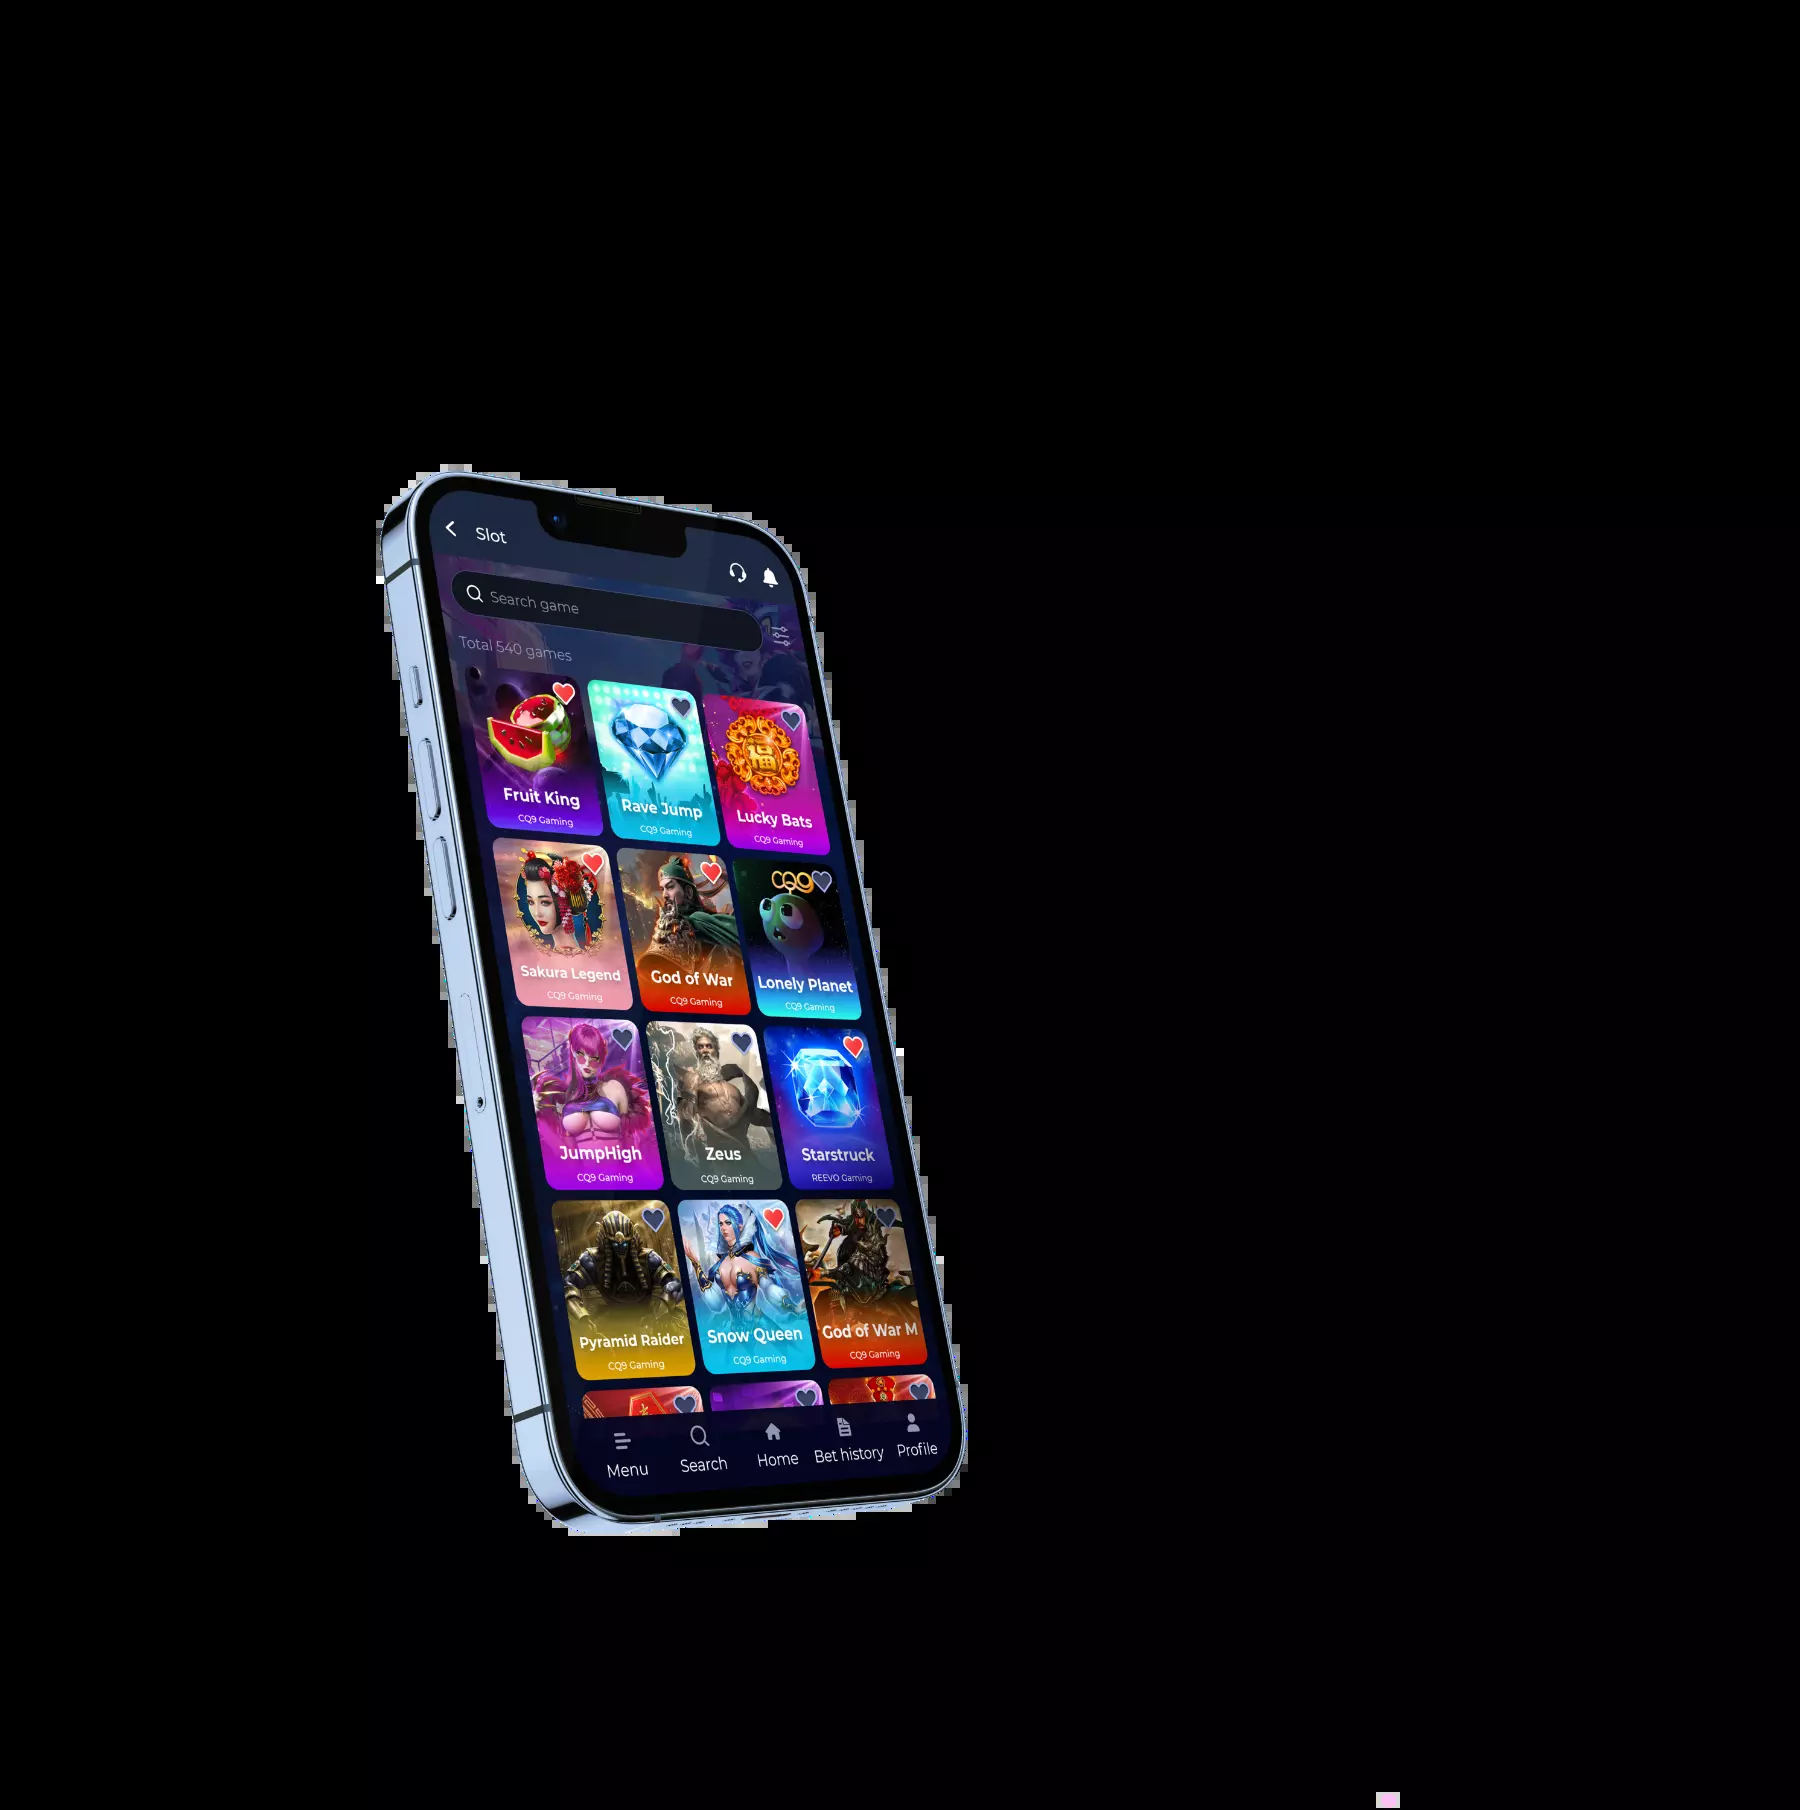 Slot
Search game
Total 540 games
福
Fruit King
CQ9 Gaming
Rave Jump
CQ9 Gaming
Lucky Bats
CQ9 Gaming
CQ9
Sakura Legend
CQ9 Gaming
God of War
CQ9 Gaming
Lonely Planet
CQ9 Gaming
JumpHigh
CQ9 Gaming
Zeus
CQ9 Gaming
Starstruck
REEVO Gaming
Pyramid Raider
CQ9 Gaming
Snow Queen
CQ9 Gaming
God of War M
CQ9 Gaming
Menu
Search
Home
Bet history
Profile